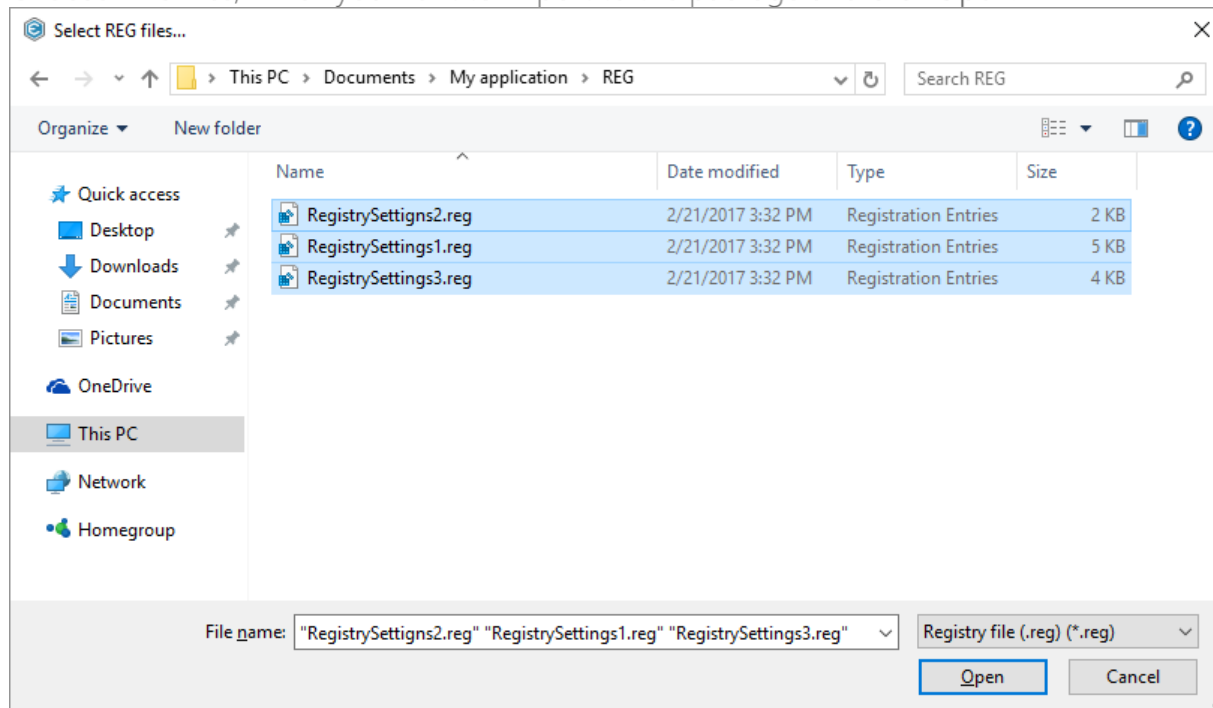 Select REG files...
This PC > Documents > My application > REG
Search REG
Organize
New folder
Name Date modified Type Size
Quick access
Desktop
Downloads
Documents
Pictures
OneDrive
This PC
Network
Homegroup
RegistrySettigns2.reg 2/21/2017 3:32 PM Registration Entries 2 KB
RegistrySettings1.reg 2/21/2017 3:32 PM Registration Entries 5 KB
RegistrySettings3.reg 2/21/2017 3:32 PM Registration Entries 4 KB
File name: "RegistrySettigns2.reg" "RegistrySettings1.reg" "RegistrySettings3.reg" Registry file (.reg) (*.reg)
Open Cancel